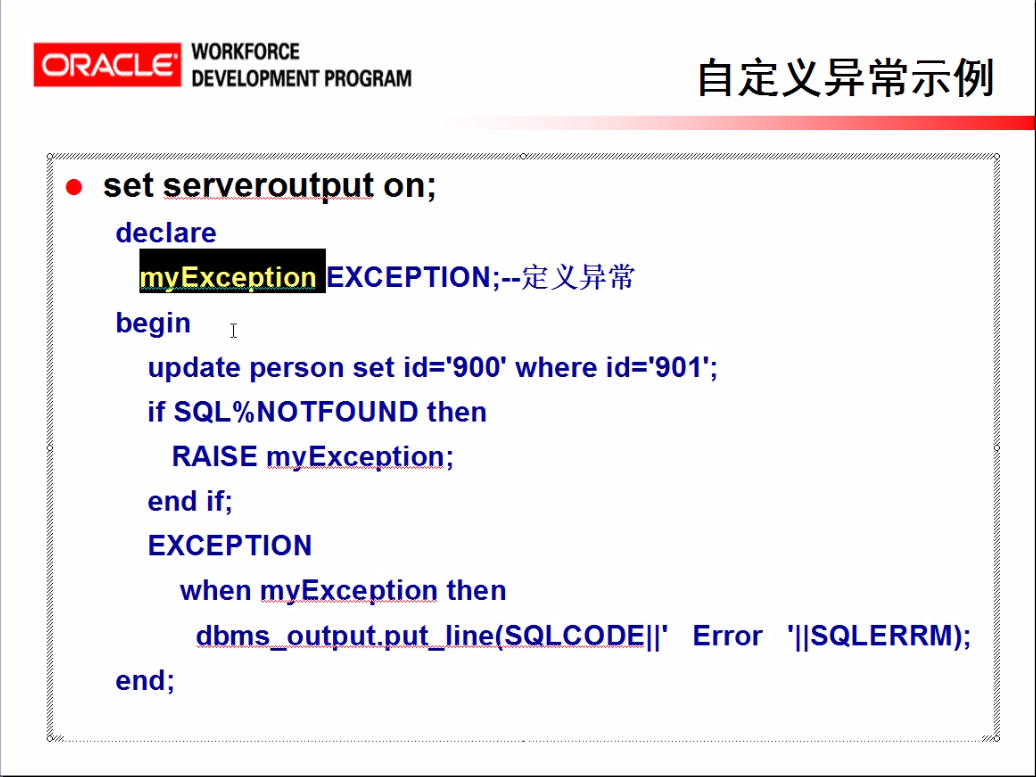 ORACLE
WORKFORCE
DEVELOPMENT PROGRAM
自定义异常示例
set serveroutput on;
declare
myException EXCEPTION;--定义异常
begin
update person set id='900' where id='901';
if SQL%NOTFOUND then
RAISE myException;
end if;
EXCEPTION
when myException then
dbms_output.put_line(SQLCODE||'   Error   '||SQLERRM);
end;